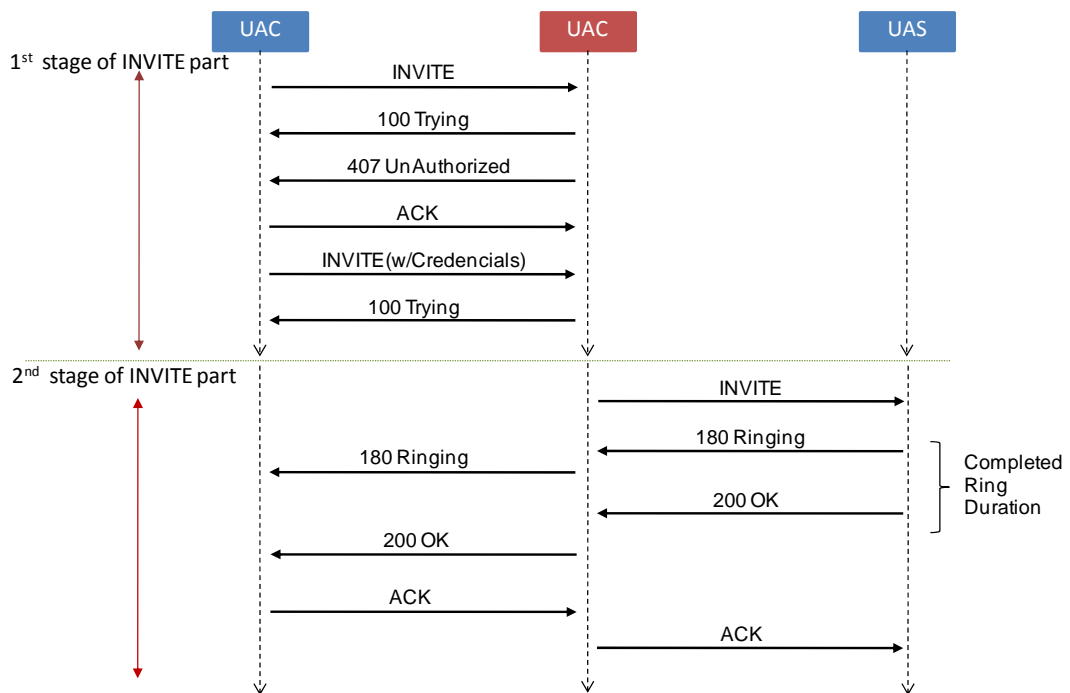 UAC
UAC
UAS
1st stage of INVITE part
INVITE
100 Trying
407 UnAuthorized
ACK
INVITE(w/Credencials)
100 Trying
2nd stage of INVITE part
INVITE
180 Ringing
180 Ringing
Completed
Ring
Duration
200 OK
200 OK
ACK
ACK